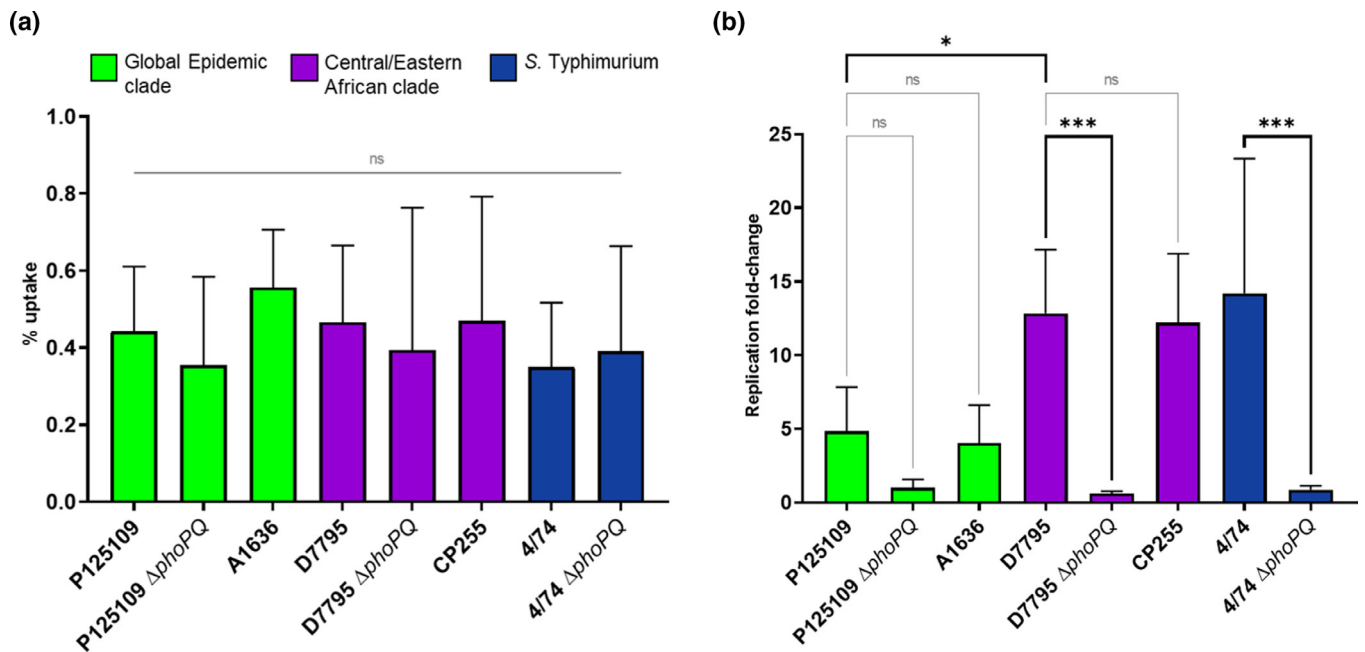 (a)
Global Epidemic
clade
Central/Eastern
African clade
S. Typhimurium
% uptake
1.0
0.8
0.6
0.4
0.2
0.0
ns
P125109
P125109 ΔphoPQ
A1636
D7795
D7795 ΔphoPQ
CP255
4/74
4/74 ΔphoPQ
(b)
*
ns
ns
ns
***
***
Replication fold-change
25
20
15
10
5
0
P125109
P125109 ΔphoPQ
A1636
D7795
D7795 ΔphoPQ
CP255
4/74
4/74 ΔphoPQ